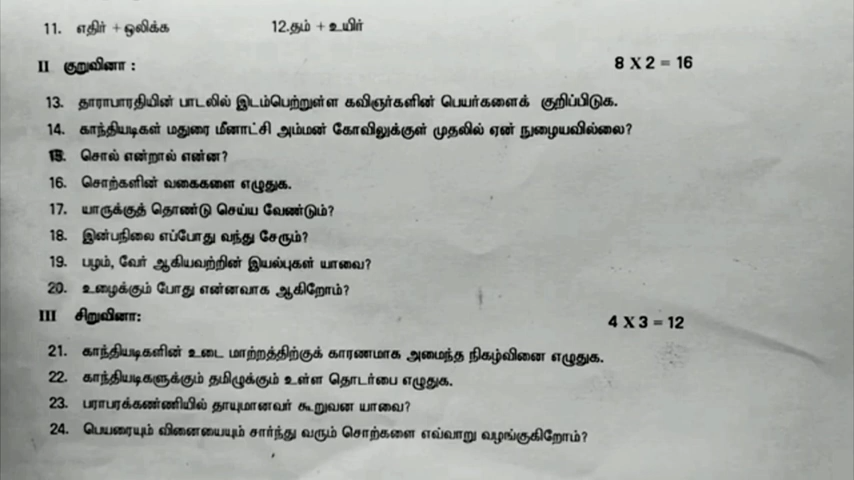 11. எதிர் + ஒலிக்க 12.தம் + உயிர்
II குறுவினா : 8 X 2 = 16
13. தாராபாரதியின் பாடலில் இடம்பெற்றுள்ள கவிஞர்களின் பெயர்களைக் குறிப்பிடுக.
14. காந்தியடிகள் மதுரை மீனாட்சி அம்மன் கோவிலுக்குள் முதலில் ஏன் நுழையவில்லை?
15. சொல் என்றால் என்ன?
16. சொற்களின் வகைகளை எழுதுக.
17. யாருக்குத் தொண்டு செய்ய வேண்டும்?
18. இன்பநிலை எப்போது வந்து சேரும்?
19. பழம், வேர் ஆகியவற்றின் இயல்புகள் யாவை?
20. உழைக்கும் போது என்னவாக ஆகிறோம்?
III சிறுவினா: 4 X 3 = 12
21. காந்தியடிகளின் உடை மாற்றத்திற்குக் காரணமாக அமைந்த நிகழ்வினை எழுதுக.
22. காந்தியடிகளுக்கும் தமிழுக்கும் உள்ள தொடர்பை எழுதுக.
23. பராபரக்கண்ணியில் தாயுமானவர் கூறுவன யாவை?
24. பெயரையும் வினையையும் சார்ந்து வரும் சொற்களை எவ்வாறு வழங்குகிறோம்?